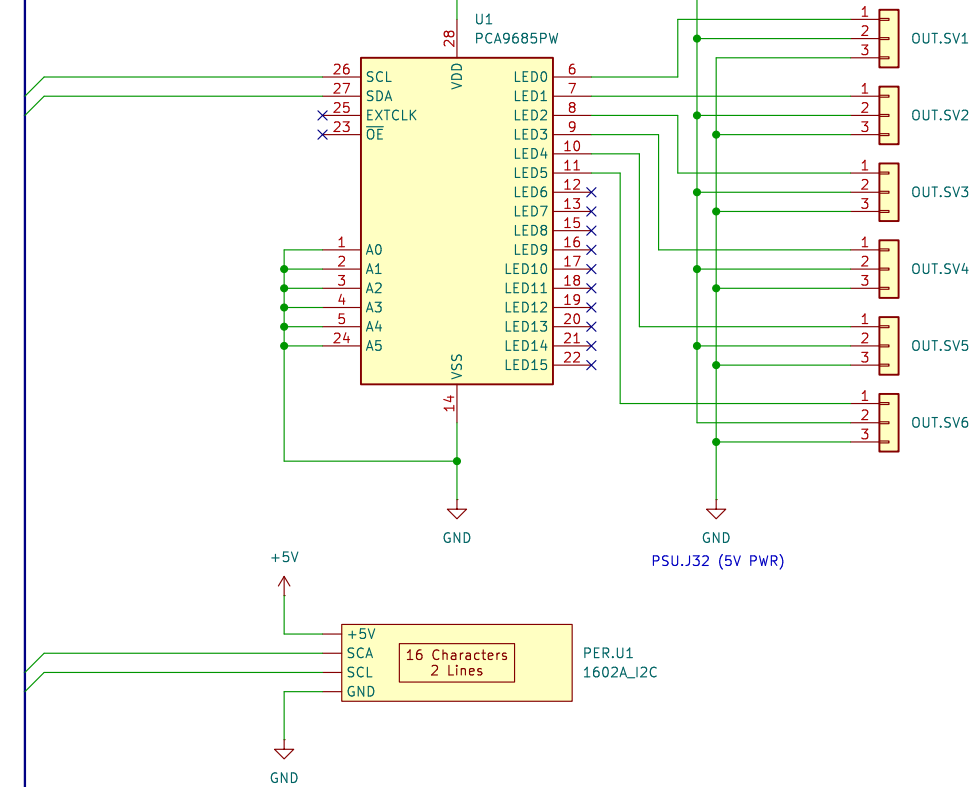 U1
PCA9685PW
28
VDD
26 SCL
27 SDA
25 EXTCLK
23 OE
1 A0
2 A1
3 A2
4 A3
5 A4
24 A5
LED0 6
LED1 7
LED2 8
LED3 9
LED4 10
LED5 11
LED6 12
LED7 13
LED8 15
LED9 16
LED10 17
LED11 18
LED12 19
LED13 20
LED14 21
LED15 22
VSS
14
GND
1
2
3
OUT.SV1
1
2
3
OUT.SV2
1
2
3
OUT.SV3
1
2
3
OUT.SV4
1
2
3
OUT.SV5
1
2
3
OUT.SV6
GND
PSU.J32 (5V PWR)
+5V
+5V
SCA
SCL
GND
16 Characters
2 Lines
PER.U1
1602A_I2C
GND